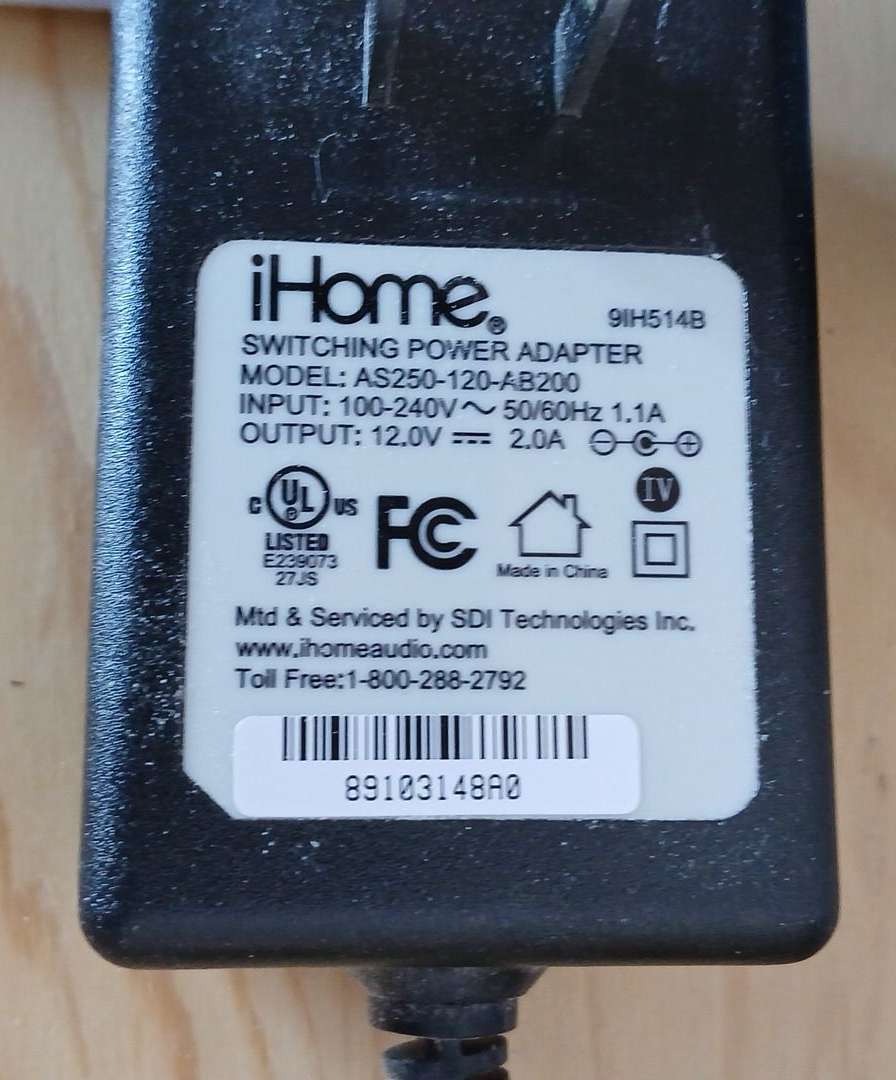 iHome®
9IH514B
SWITCHING POWER ADAPTER
MODEL: AS250-120-AB200
INPUT: 100-240V~ 50/60Hz 1.1A
OUTPUT: 12.0V ⎓ 2.0A
C UL® US
LISTED
E239073
27JS
FC
Made in China
IV
Mtd & Serviced by SDI Technologies Inc.
www.ihomeaudio.com
Toll Free:1-800-288-2792
89103148A0